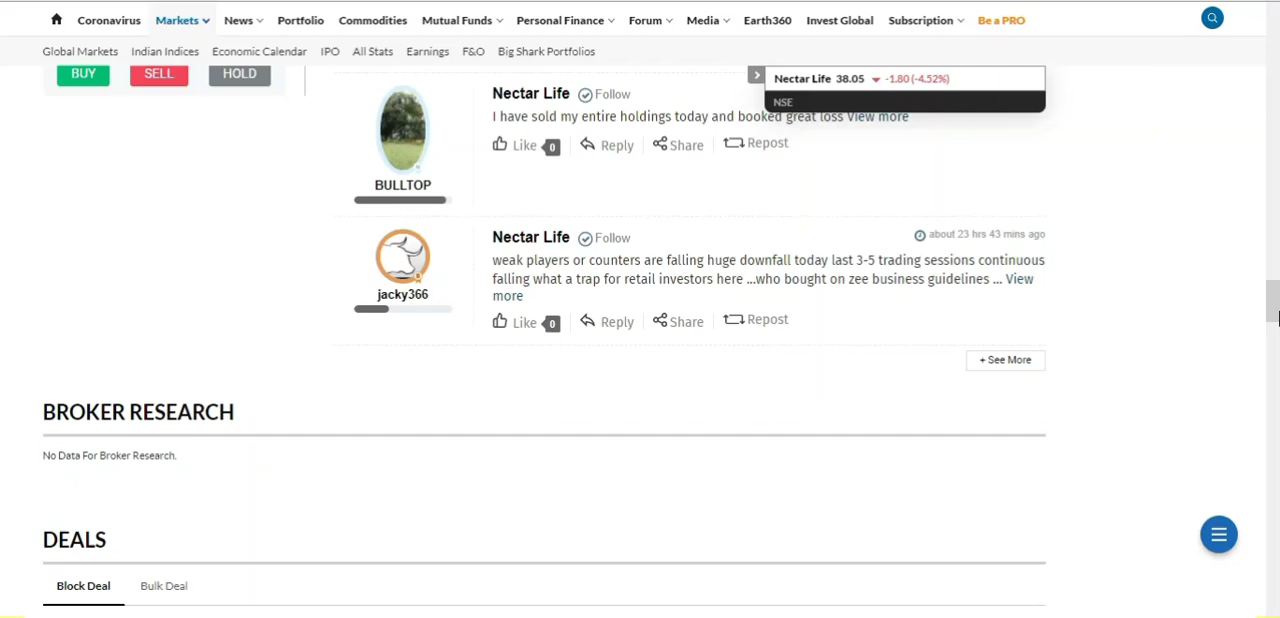 Coronavirus Markets News Portfolio Commodities Mutual Funds Personal Finance Forum Media Earth360 Invest Global Subscription Be a PRO
Global Markets Indian Indices Economic Calendar IPO All Stats Earnings F&O Big Shark Portfolios
BUY SELL HOLD
Nectar Life 38.05 -1.80 (-4.52%)
NSE
Nectar Life Follow
I have sold my entire holdings today and booked great loss View more
Like 0 Reply Share Repost
BULLTOP
Nectar Life Follow about 23 hrs 43 mins ago
weak players or counters are falling huge downfall today last 3-5 trading sessions continuous
falling what a trap for retail investors here ...who bought on zee business guidelines ... View
more
jacky366
Like 0 Reply Share Repost
+ See More
BROKER RESEARCH
No Data For Broker Research.
DEALS
Block Deal Bulk Deal